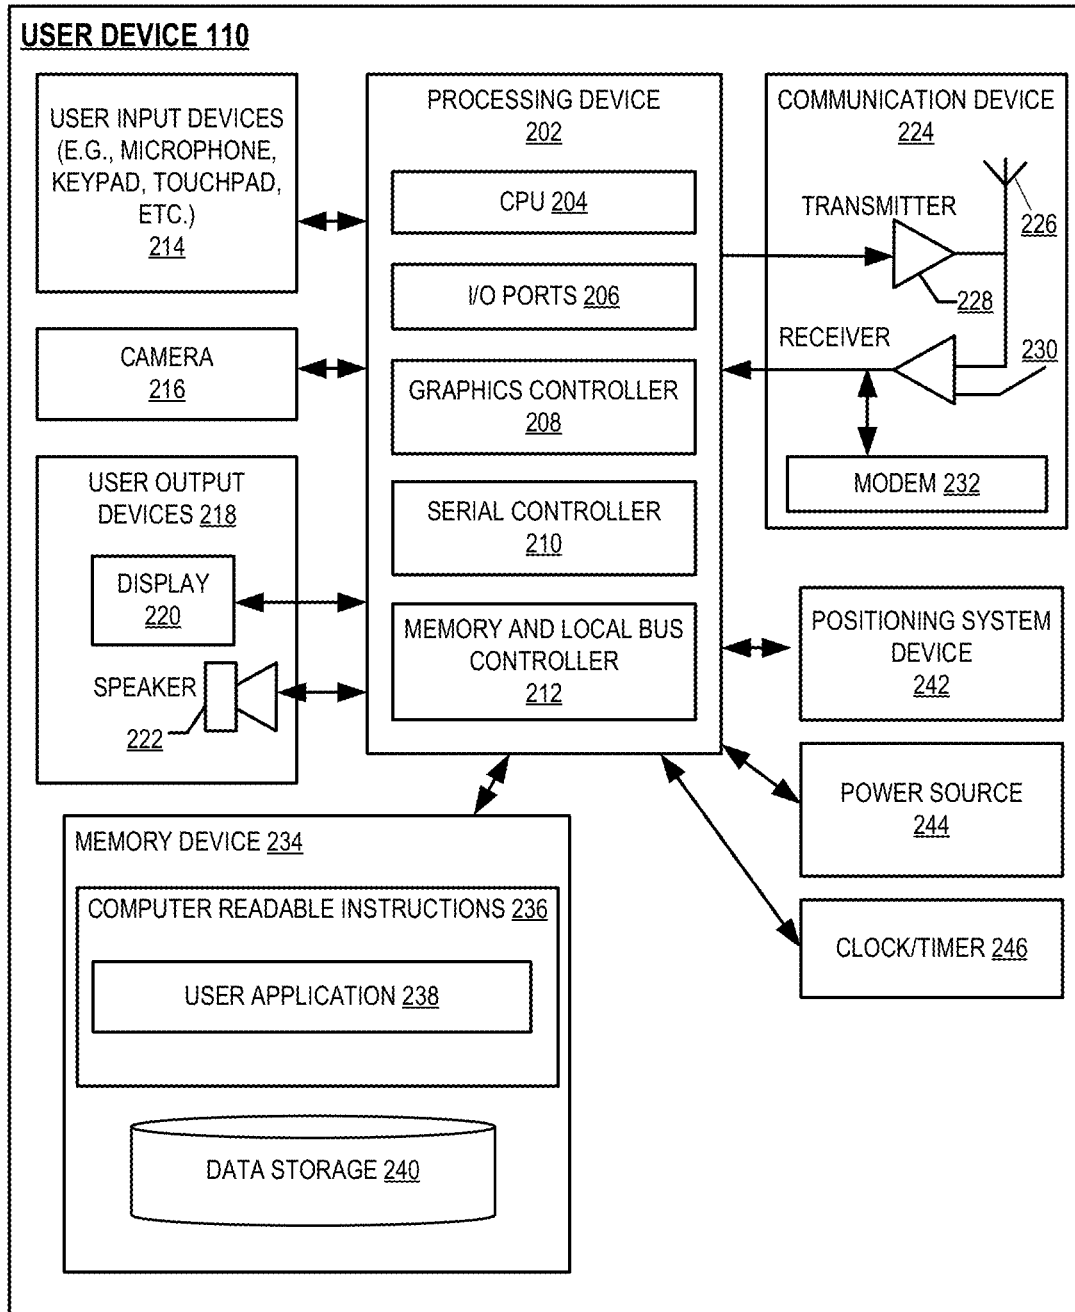 USER DEVICE 110
USER INPUT DEVICES
(E.G., MICROPHONE,
KEYPAD, TOUCHPAD,
ETC.)
214
CAMERA
216
USER OUTPUT
DEVICES 218
DISPLAY
220
SPEAKER
222
PROCESSING DEVICE
202
CPU 204
I/O PORTS 206
GRAPHICS CONTROLLER
208
SERIAL CONTROLLER
210
MEMORY AND LOCAL BUS
CONTROLLER
212
COMMUNICATION DEVICE
224
TRANSMITTER
226
228
RECEIVER
230
MODEM 232
POSITIONING SYSTEM
DEVICE
242
POWER SOURCE
244
CLOCK/TIMER 246
MEMORY DEVICE 234
COMPUTER READABLE INSTRUCTIONS 236
USER APPLICATION 238
DATA STORAGE 240